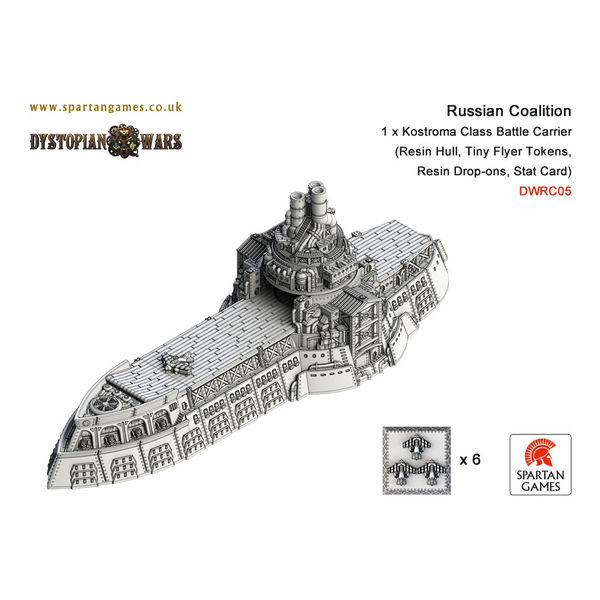 www.spartangames.co.uk
DYSTOPIAN WARS
Russian Coalition
1 x Kostroma Class Battle Carrier
(Resin Hull, Tiny Flyer Tokens,
Resin Drop-ons, Stat Card)
DWRC05
x 6
SPARTAN
GAMES